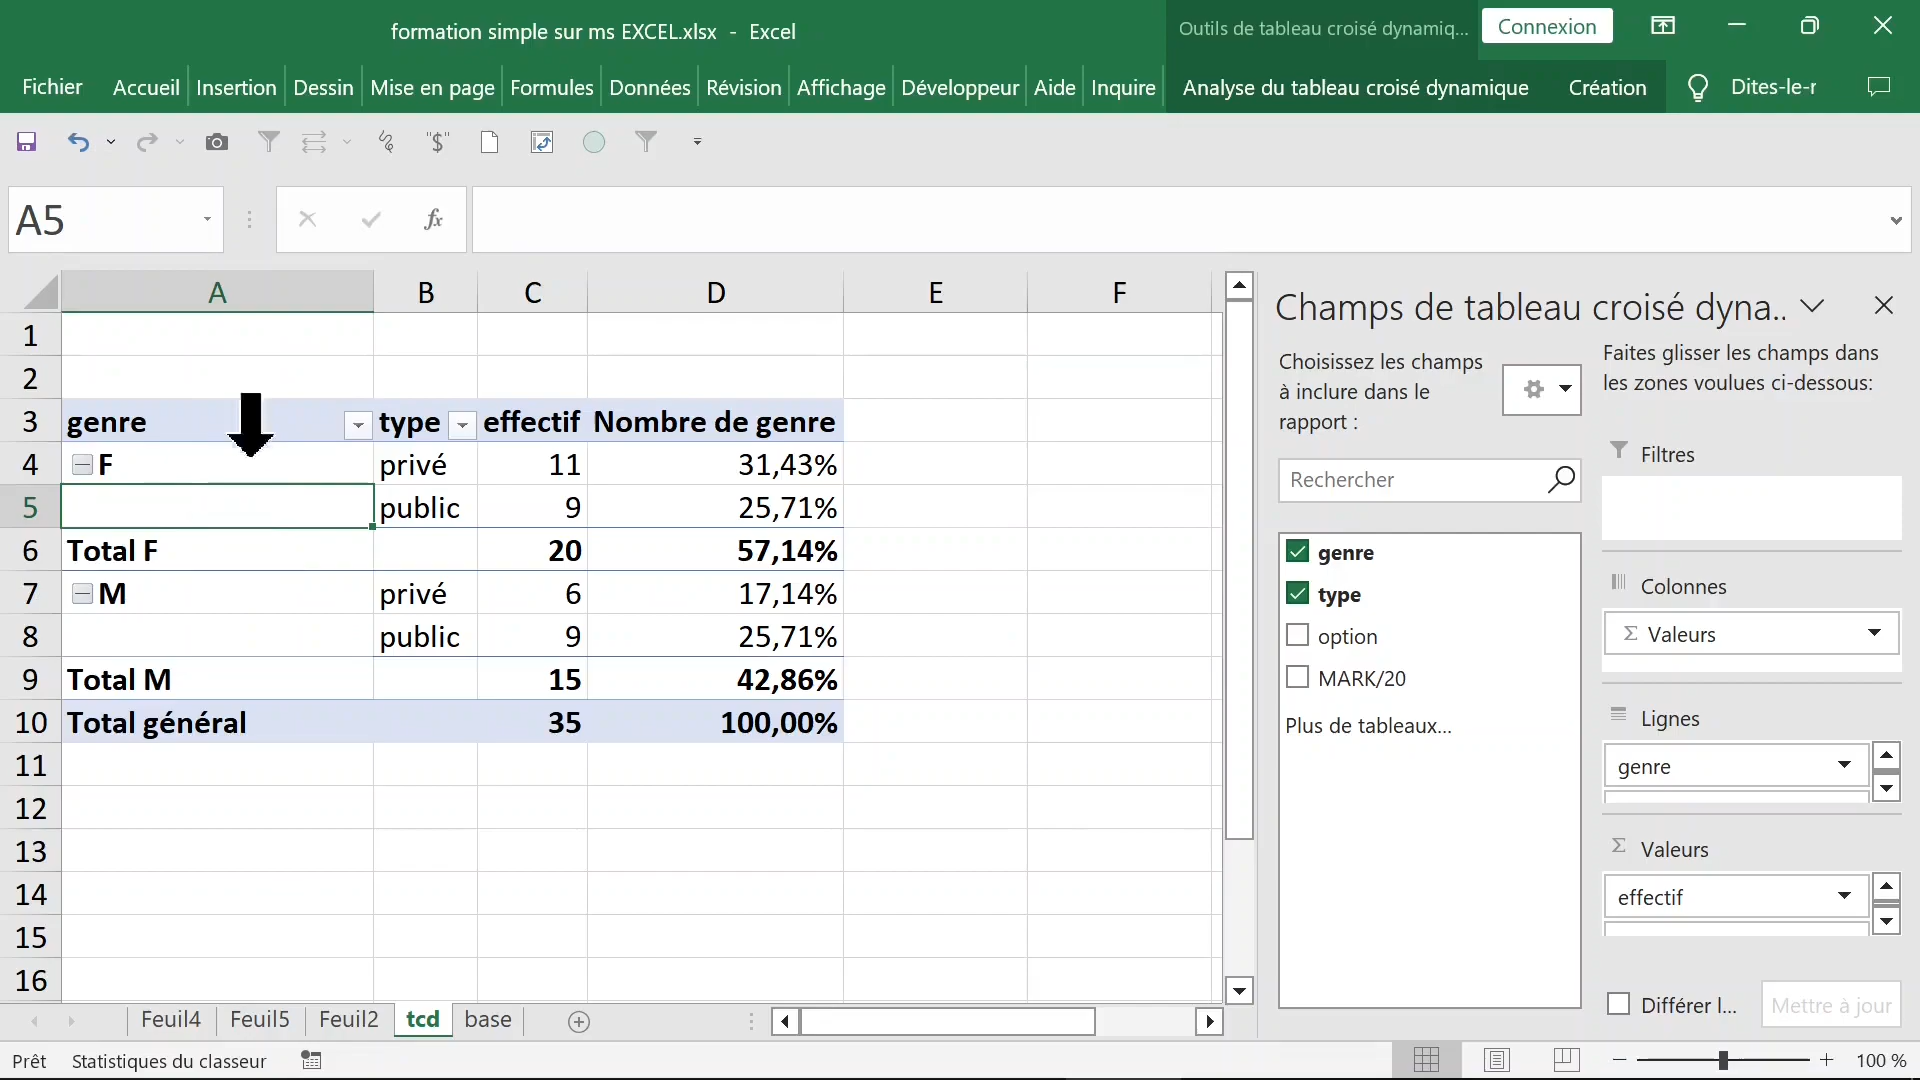 formation simple sur ms EXCEL.xlsx - Excel
Outils de tableau croisé dynamiq...
Connexion
Fichier Accueil Insertion Dessin Mise en page Formules Données Révision Affichage Développeur Aide Inquire Analyse du tableau croisé dynamique Création Dites-le-r
"$"
A5
fx
A B C D E F
1
2
3 genre type effectif Nombre de genre
4 F privé 11 31,43%
5 public 9 25,71%
6 Total F 20 57,14%
7 M privé 6 17,14%
8 public 9 25,71%
9 Total M 15 42,86%
10 Total général 35 100,00%
11
12
13
14
15
16
Champs de tableau croisé dyna..
Choisissez les champs
à inclure dans le
rapport :
Rechercher
genre
type
option
MARK/20
Plus de tableaux...
Faites glisser les champs dans
les zones voulues ci-dessous:
Filtres
Colonnes
Σ Valeurs
Lignes
genre
Σ Valeurs
effectif
Différer l... Mettre à jour
Feuil4 Feuil5 Feuil2 tcd base
Prêt Statistiques du classeur
100 %